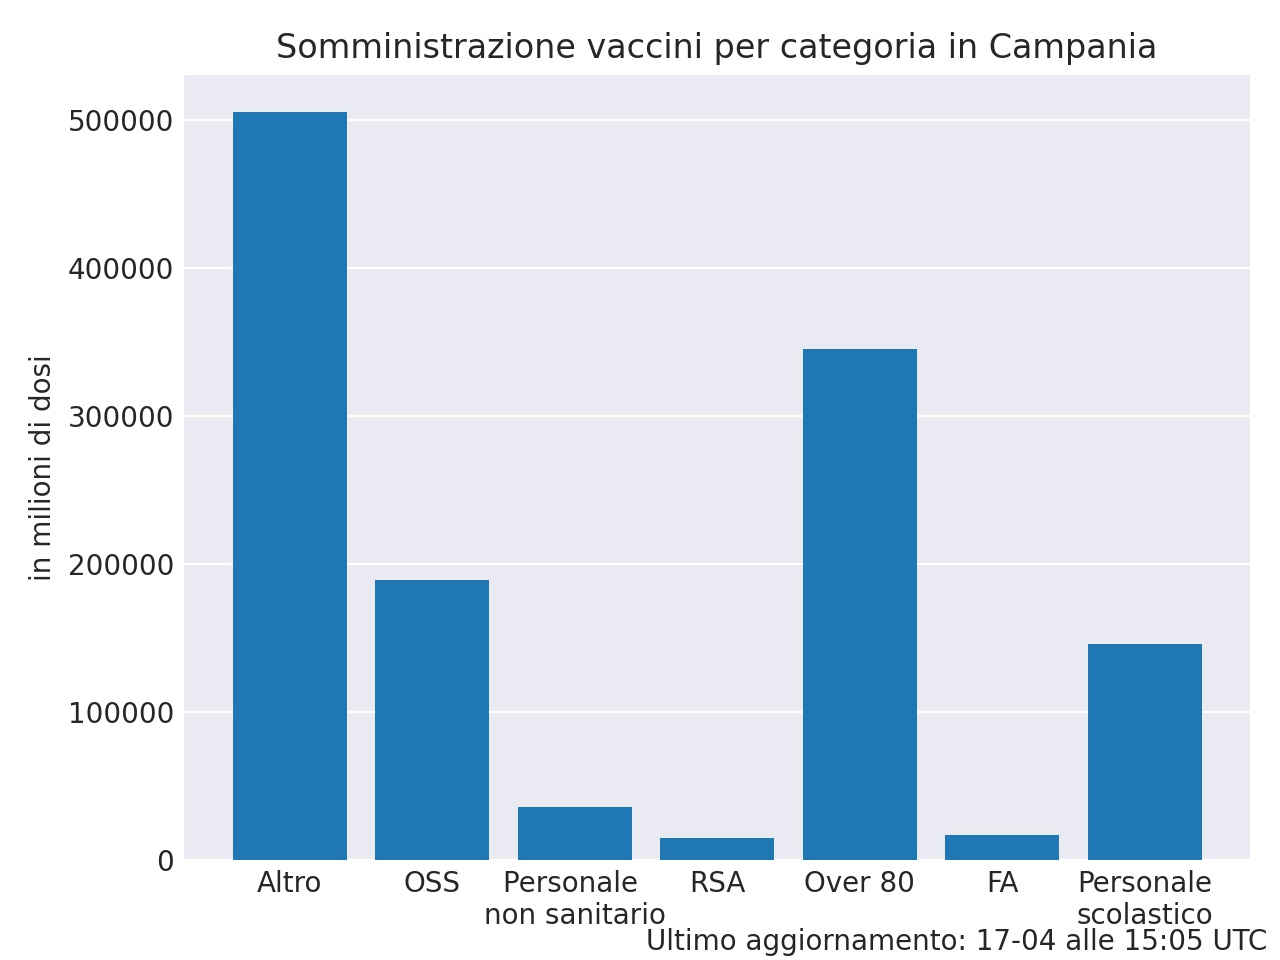 Somministrazione vaccini per categoria in Campania
in milioni di dosi
500000
400000
300000
200000
100000
0
Altro
OSS
Personale
non sanitario
RSA
Over 80
FA
Personale
scolastico
Ultimo aggiornamento: 17-04 alle 15:05 UTC